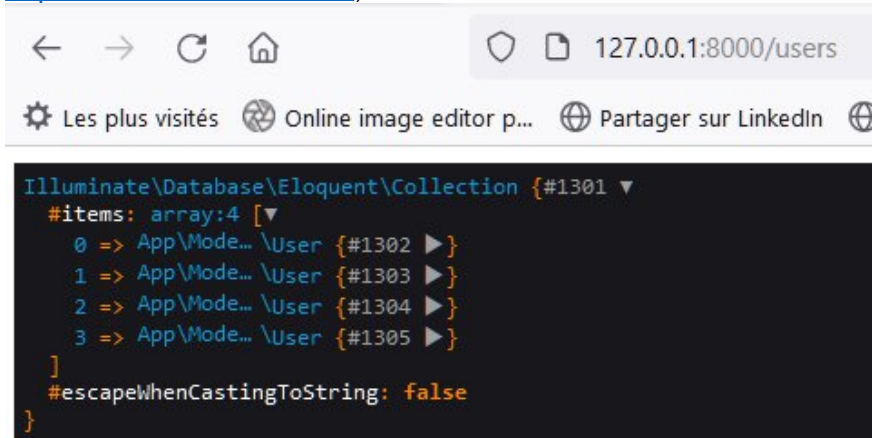 127.0.0.1:8000/users
Les plus visités Online image editor p... Partager sur LinkedIn
Illuminate\Database\Eloquent\Collection {#1301 ▼
#items: array:4 [▼
0 => App\Mode… \User {#1302 ▶}
1 => App\Mode… \User {#1303 ▶}
2 => App\Mode… \User {#1304 ▶}
3 => App\Mode… \User {#1305 ▶}
]
#escapeWhenCastingToString: false
}